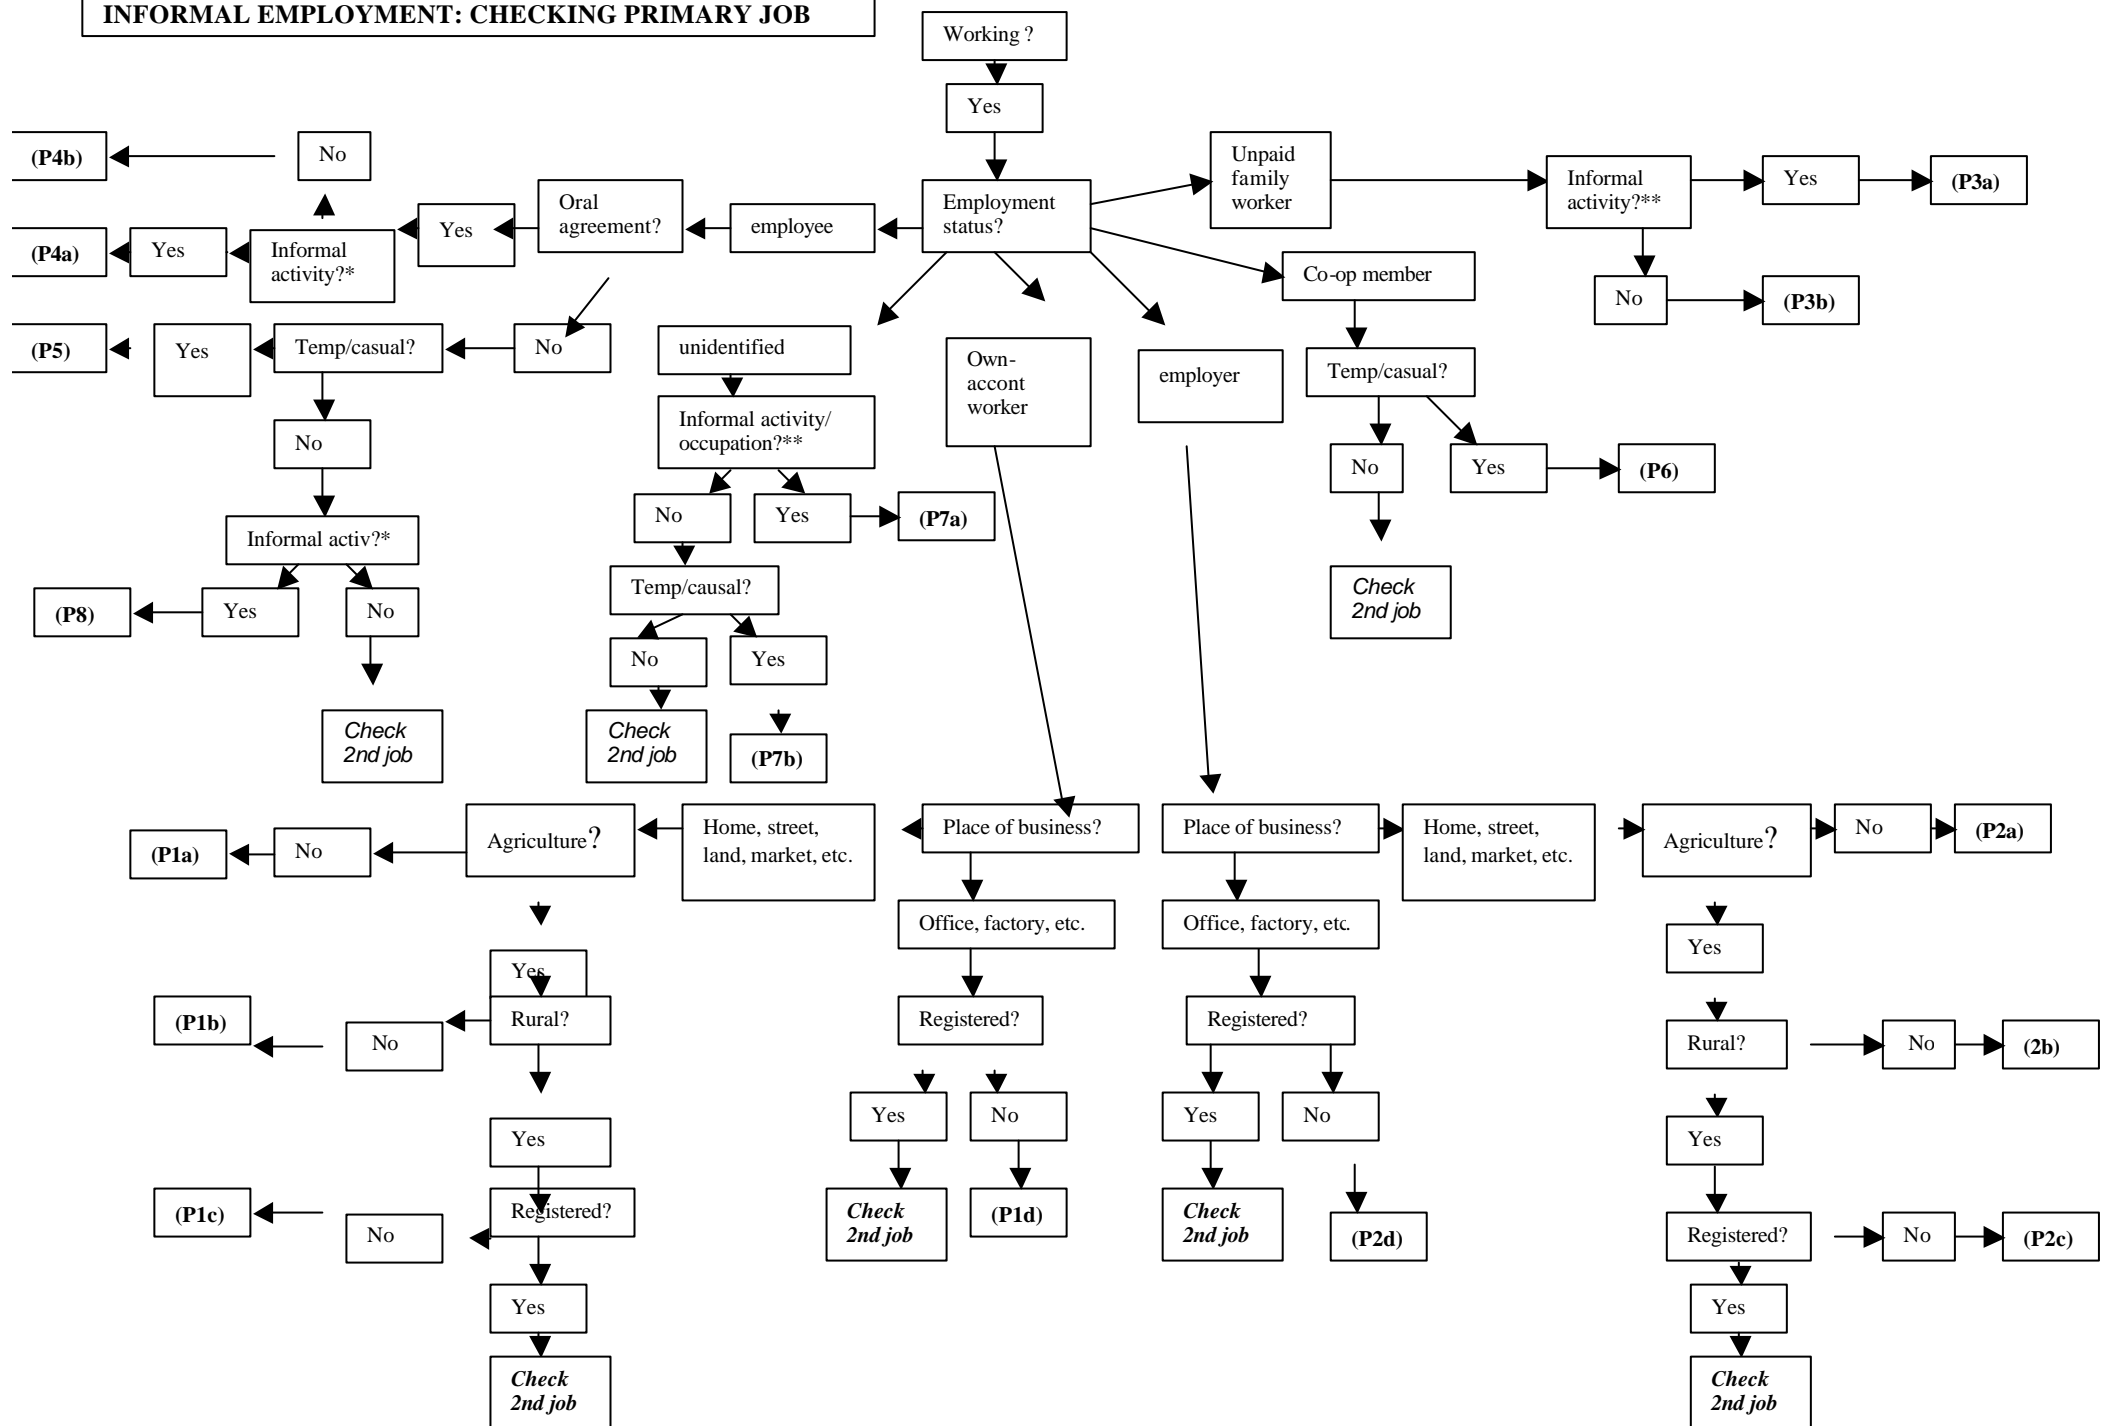 INFORMAL EMPLOYMENT: CHECKING PRIMARY JOB
Working ?
Yes
(P4b)
No
Unpaid
family
worker
Informal
activity?**
Yes
(P3a)
Oral
agreement?
employee
Employment
status?
Yes
(P4a)
Yes
Informal
activity?*
Co-op member
No
(P3b)
(P5)
Yes
Temp/casual?
No
unidentified
Own-
accont
worker
employer
Temp/casual?
No
Informal activity/
occupation?**
No
Yes
(P6)
No
Yes
(P7a)
Informal activ?*
(P8)
Yes
No
Temp/causal?
Check
2nd job
No
Yes
Check
2nd job
Check
2nd job
(P7b)
(P1a)
No
Agriculture?
Home, street,
land, market, etc.
Place of business?
Place of business?
Home, street,
land, market, etc.
Agriculture?
No
(P2a)
Office, factory, etc.
Office, factory, etc.
Yes
Yes
(P1b)
No
Rural?
Registered?
Registered?
Rural?
No
(2b)
Yes
No
Yes
No
Yes
Yes
(P1c)
No
Registered?
Check
2nd job
(P1d)
Check
2nd job
(P2d)
Registered?
No
(P2c)
Yes
Yes
Check
2nd job
Check
2nd job